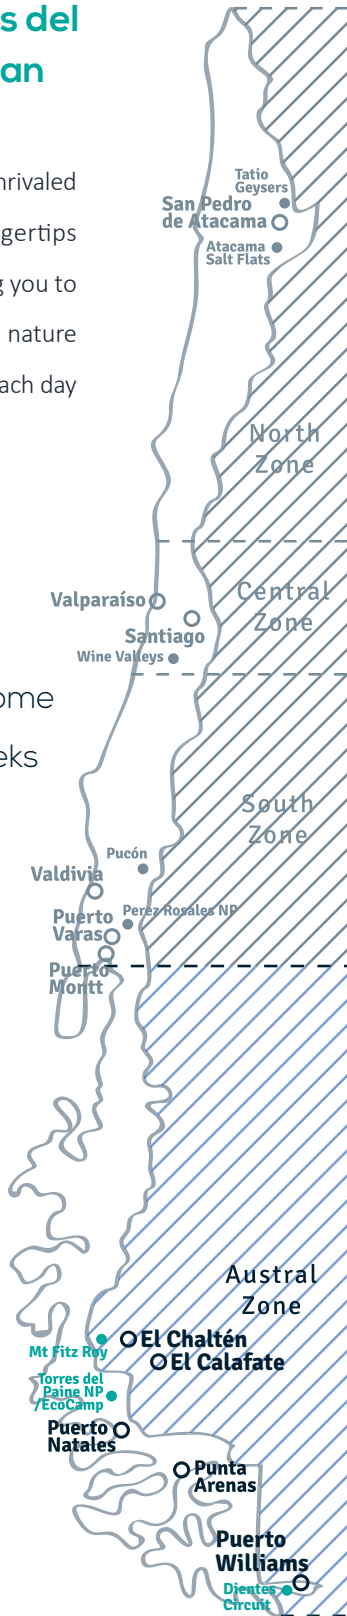 s del
an
nrivaled
gertips
g you to
nature
ach day
ome
eks
Tatio
Geysers
San Pedro
de Atacama
Atacama
Salt Flats
North
Zone
Central
Zone
Valparaíso
Santiago
Wine Valleys
South
Zone
Pucón
Valdivia
Perez Rosales NP
Puerto
Varas
Puerto
Montt
Austral
Zone
El Chaltén
Mt Fitz Roy
El Calafate
Torres del
Paine NP
/EcoCamp
Puerto
Natales
Punta
Arenas
Puerto
Williams
Dientes
Circuit